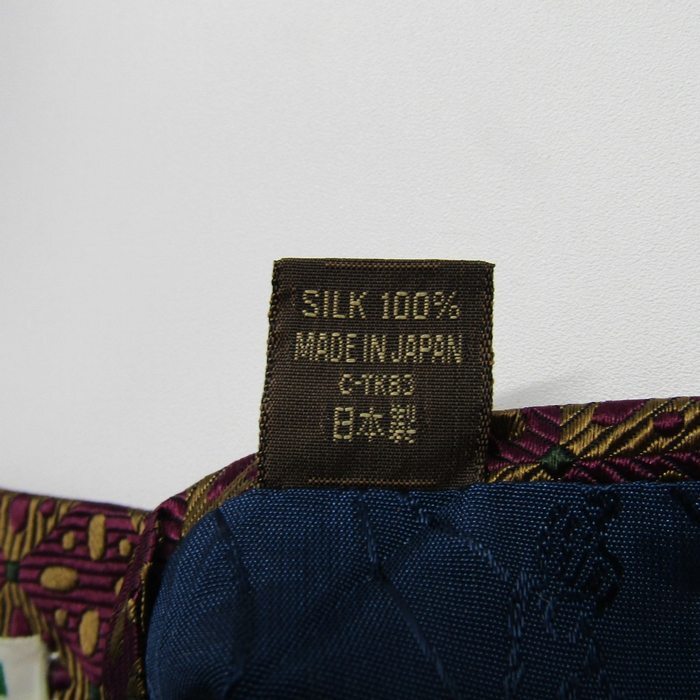 SILK 100%
MADE IN JAPAN
C-TK83
日本製